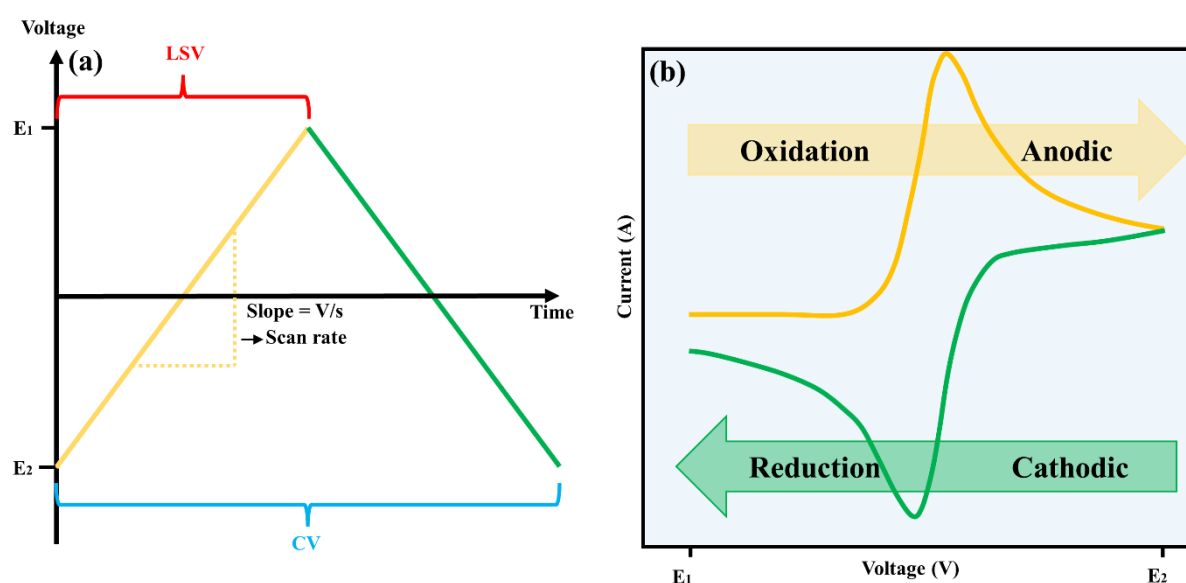 Voltage
(a)
LSV
E1
Slope = V/s
Time
→ Scan rate
E2
CV
(b)
Oxidation
Anodic
Current (A)
Reduction
Cathodic
E1
Voltage (V)
E2